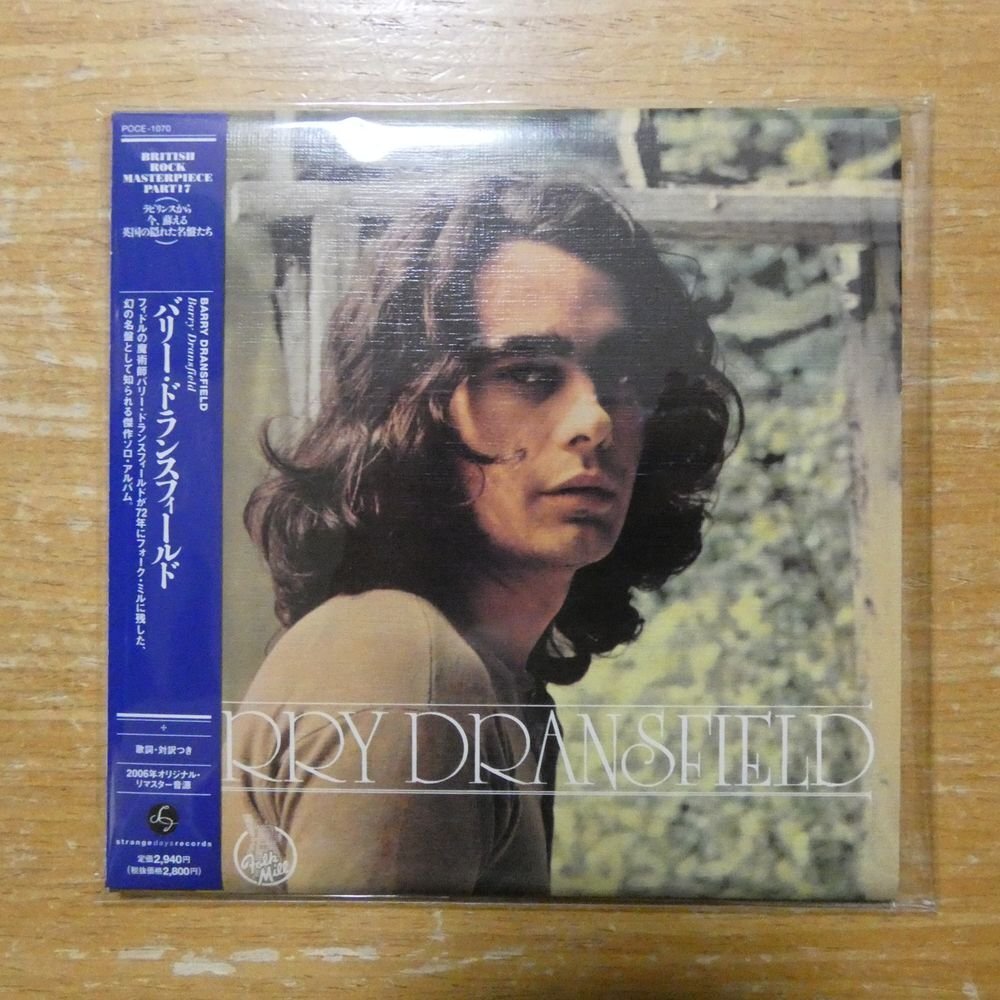 POCE-1070
BRITISH
ROCK
MASTERPIECE
PART17
ラビリンスから
今、蘇える
英国の隠れた名盤たち
BARRY DRANSFIELD
Barry Dransfield
バリー・ドランスフィールド
フィドルの魔術師バリー・ドランスフィールドが72年にフォーク・ミルに残した、
幻の名盤として知られる傑作ソロ・アルバム。
歌詞・対訳つき
2006年オリジナル・
リマスター音源
strangedaysrecords
定価2,940円
(税抜価格2,800円)
RRY DRANSFIELD
Folk
Mill